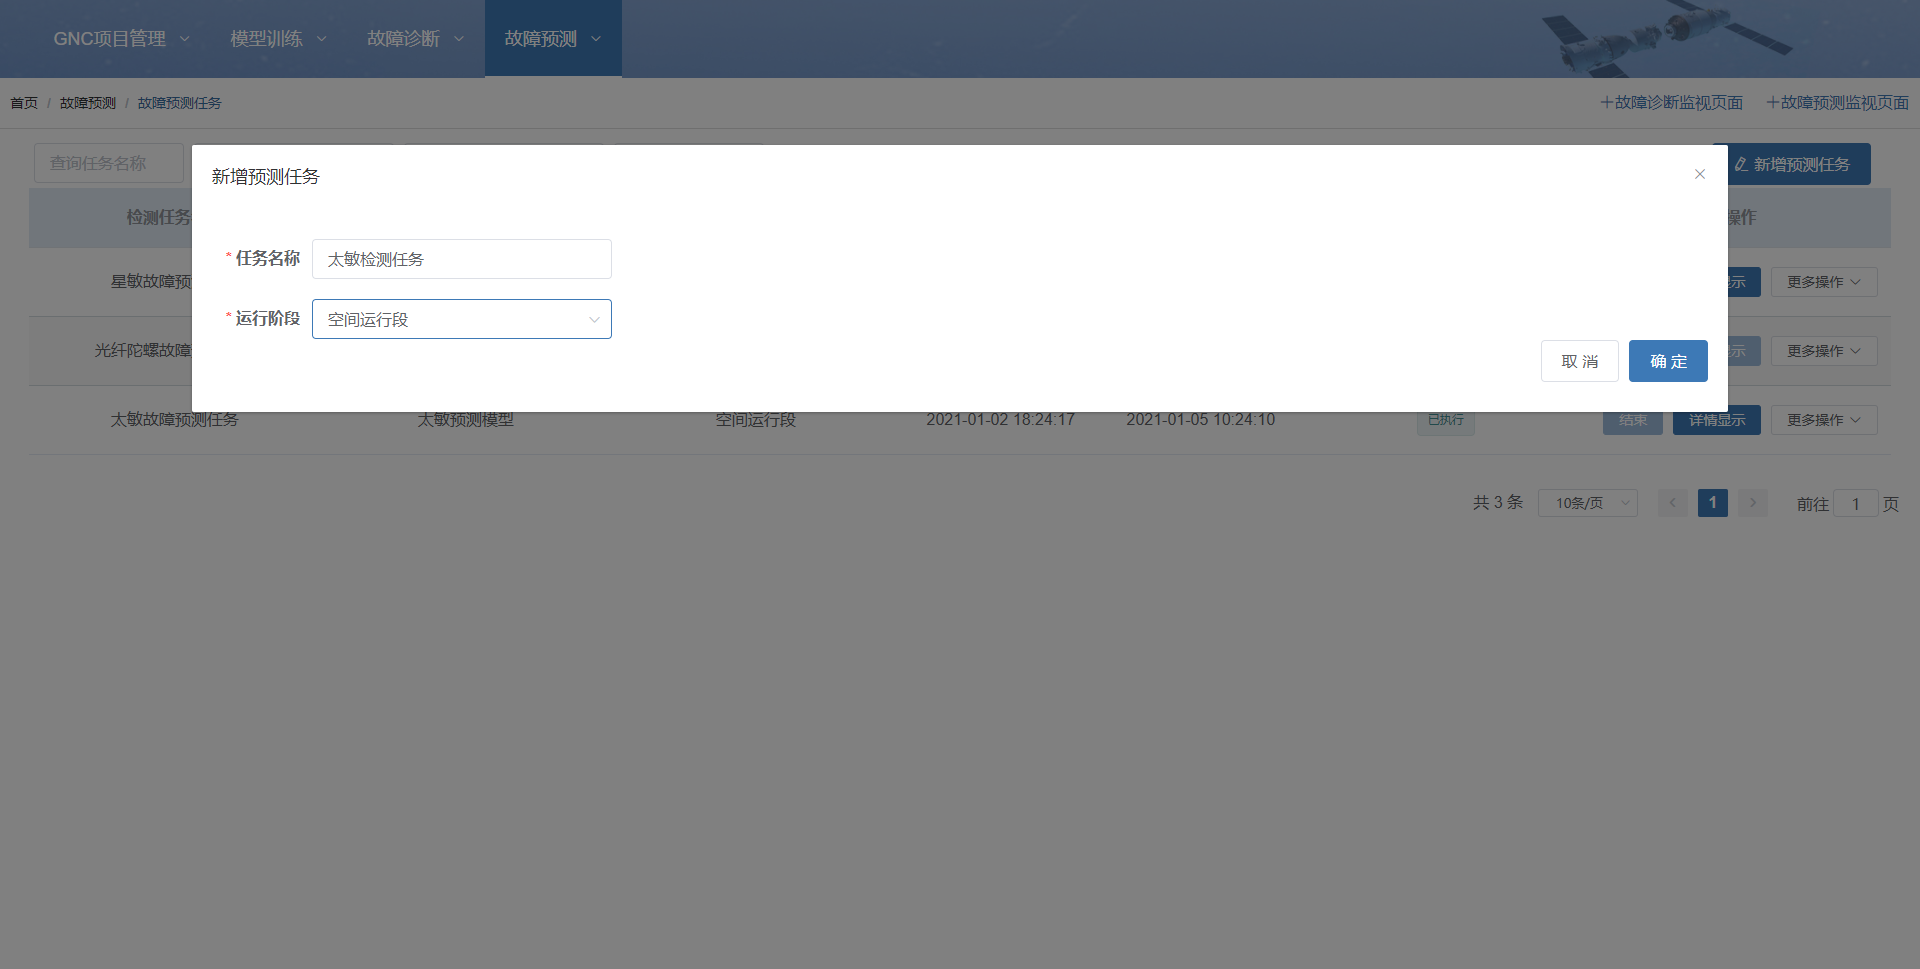 GNC项目管理 模型训练 故障诊断 故障预测
首页 / 故障预测 / 故障预测任务 +故障诊断监视页面 +故障预测监视页面
查询任务名称 新增预测任务
新增预测任务
检测任务 操作
* 任务名称 太敏检测任务
星敏故障预 示 更多操作
* 运行阶段 空间运行段
光纤陀螺故障 示 更多操作
取 消 确 定
太敏故障预测任务 太敏预测模型 空间运行段 2021-01-02 18:24:17 2021-01-05 10:24:10 已执行 结束 详情显示 更多操作
共 3 条 10条/页 1 前往 1 页